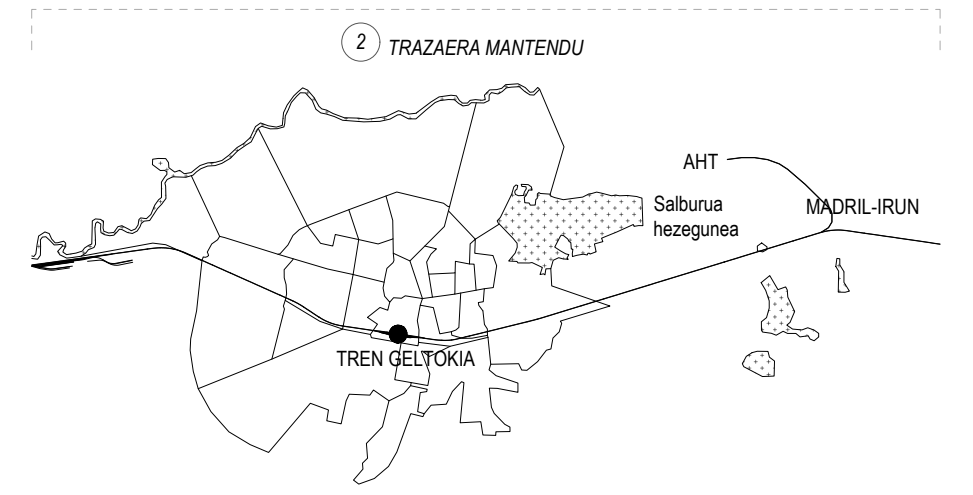 2 TRAZAERA MANTENDU
AHT
MADRIL-IRUN
Salburua
hezegunea
TREN GELTOKIA